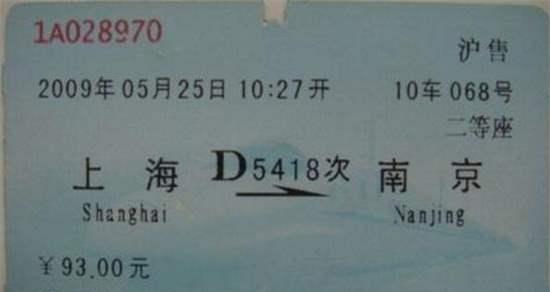 1A028970 沪售
2009年05月25日10:27开 10车068号
二等座
上海 D5418次 南京
Shanghai Nanjing
￥93.00元